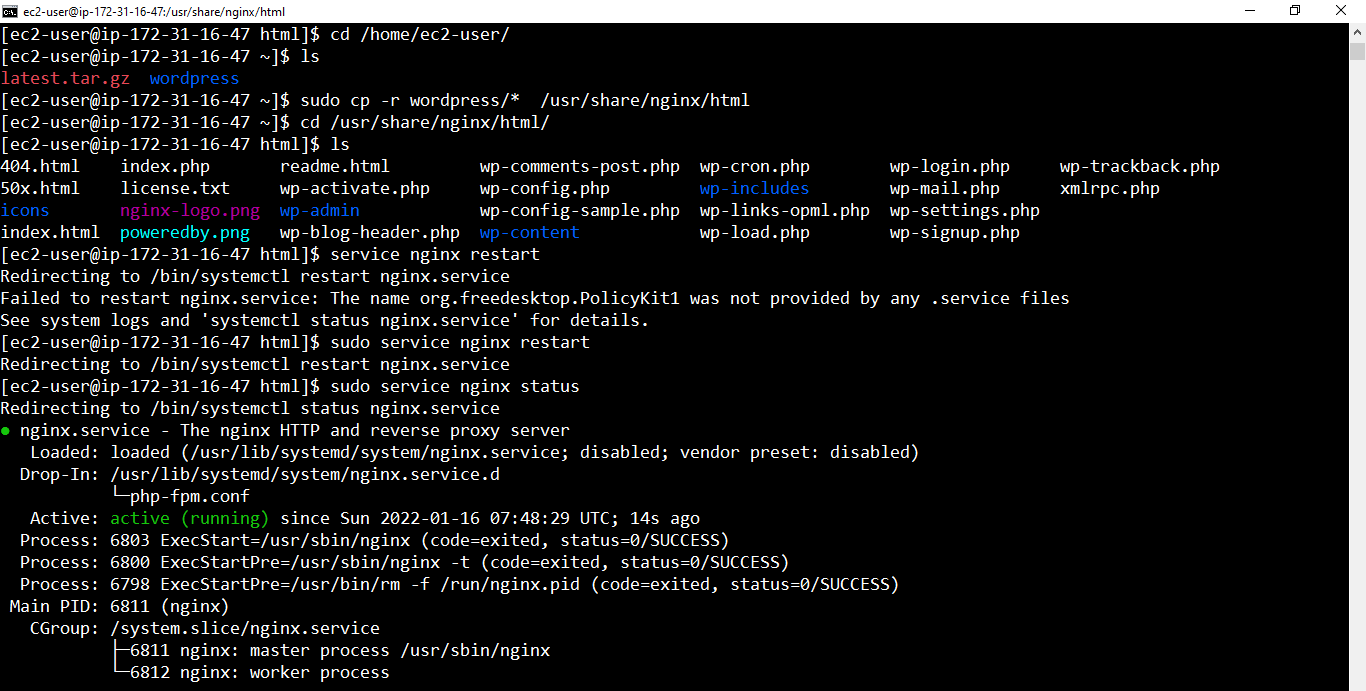 ec2-user@ip-172-31-16-47:/usr/share/nginx/html
[ec2-user@ip-172-31-16-47 html]$ cd /home/ec2-user/
[ec2-user@ip-172-31-16-47 ~]$ ls
latest.tar.gz  wordpress
[ec2-user@ip-172-31-16-47 ~]$ sudo cp -r wordpress/*  /usr/share/nginx/html
[ec2-user@ip-172-31-16-47 ~]$ cd /usr/share/nginx/html/
[ec2-user@ip-172-31-16-47 html]$ ls
404.html    index.php       readme.html         wp-comments-post.php  wp-cron.php        wp-login.php     wp-trackback.php
50x.html    license.txt     wp-activate.php     wp-config.php         wp-includes        wp-mail.php      xmlrpc.php
icons       nginx-logo.png  wp-admin            wp-config-sample.php  wp-links-opml.php  wp-settings.php
index.html  poweredby.png   wp-blog-header.php  wp-content            wp-load.php        wp-signup.php
[ec2-user@ip-172-31-16-47 html]$ service nginx restart
Redirecting to /bin/systemctl restart nginx.service
Failed to restart nginx.service: The name org.freedesktop.PolicyKit1 was not provided by any .service files
See system logs and 'systemctl status nginx.service' for details.
[ec2-user@ip-172-31-16-47 html]$ sudo service nginx restart
Redirecting to /bin/systemctl restart nginx.service
[ec2-user@ip-172-31-16-47 html]$ sudo service nginx status
Redirecting to /bin/systemctl status nginx.service
● nginx.service - The nginx HTTP and reverse proxy server
   Loaded: loaded (/usr/lib/systemd/system/nginx.service; disabled; vendor preset: disabled)
  Drop-In: /usr/lib/systemd/system/nginx.service.d
           └─php-fpm.conf
   Active: active (running) since Sun 2022-01-16 07:48:29 UTC; 14s ago
  Process: 6803 ExecStart=/usr/sbin/nginx (code=exited, status=0/SUCCESS)
  Process: 6800 ExecStartPre=/usr/sbin/nginx -t (code=exited, status=0/SUCCESS)
  Process: 6798 ExecStartPre=/usr/bin/rm -f /run/nginx.pid (code=exited, status=0/SUCCESS)
 Main PID: 6811 (nginx)
   CGroup: /system.slice/nginx.service
           ├─6811 nginx: master process /usr/sbin/nginx
           └─6812 nginx: worker process